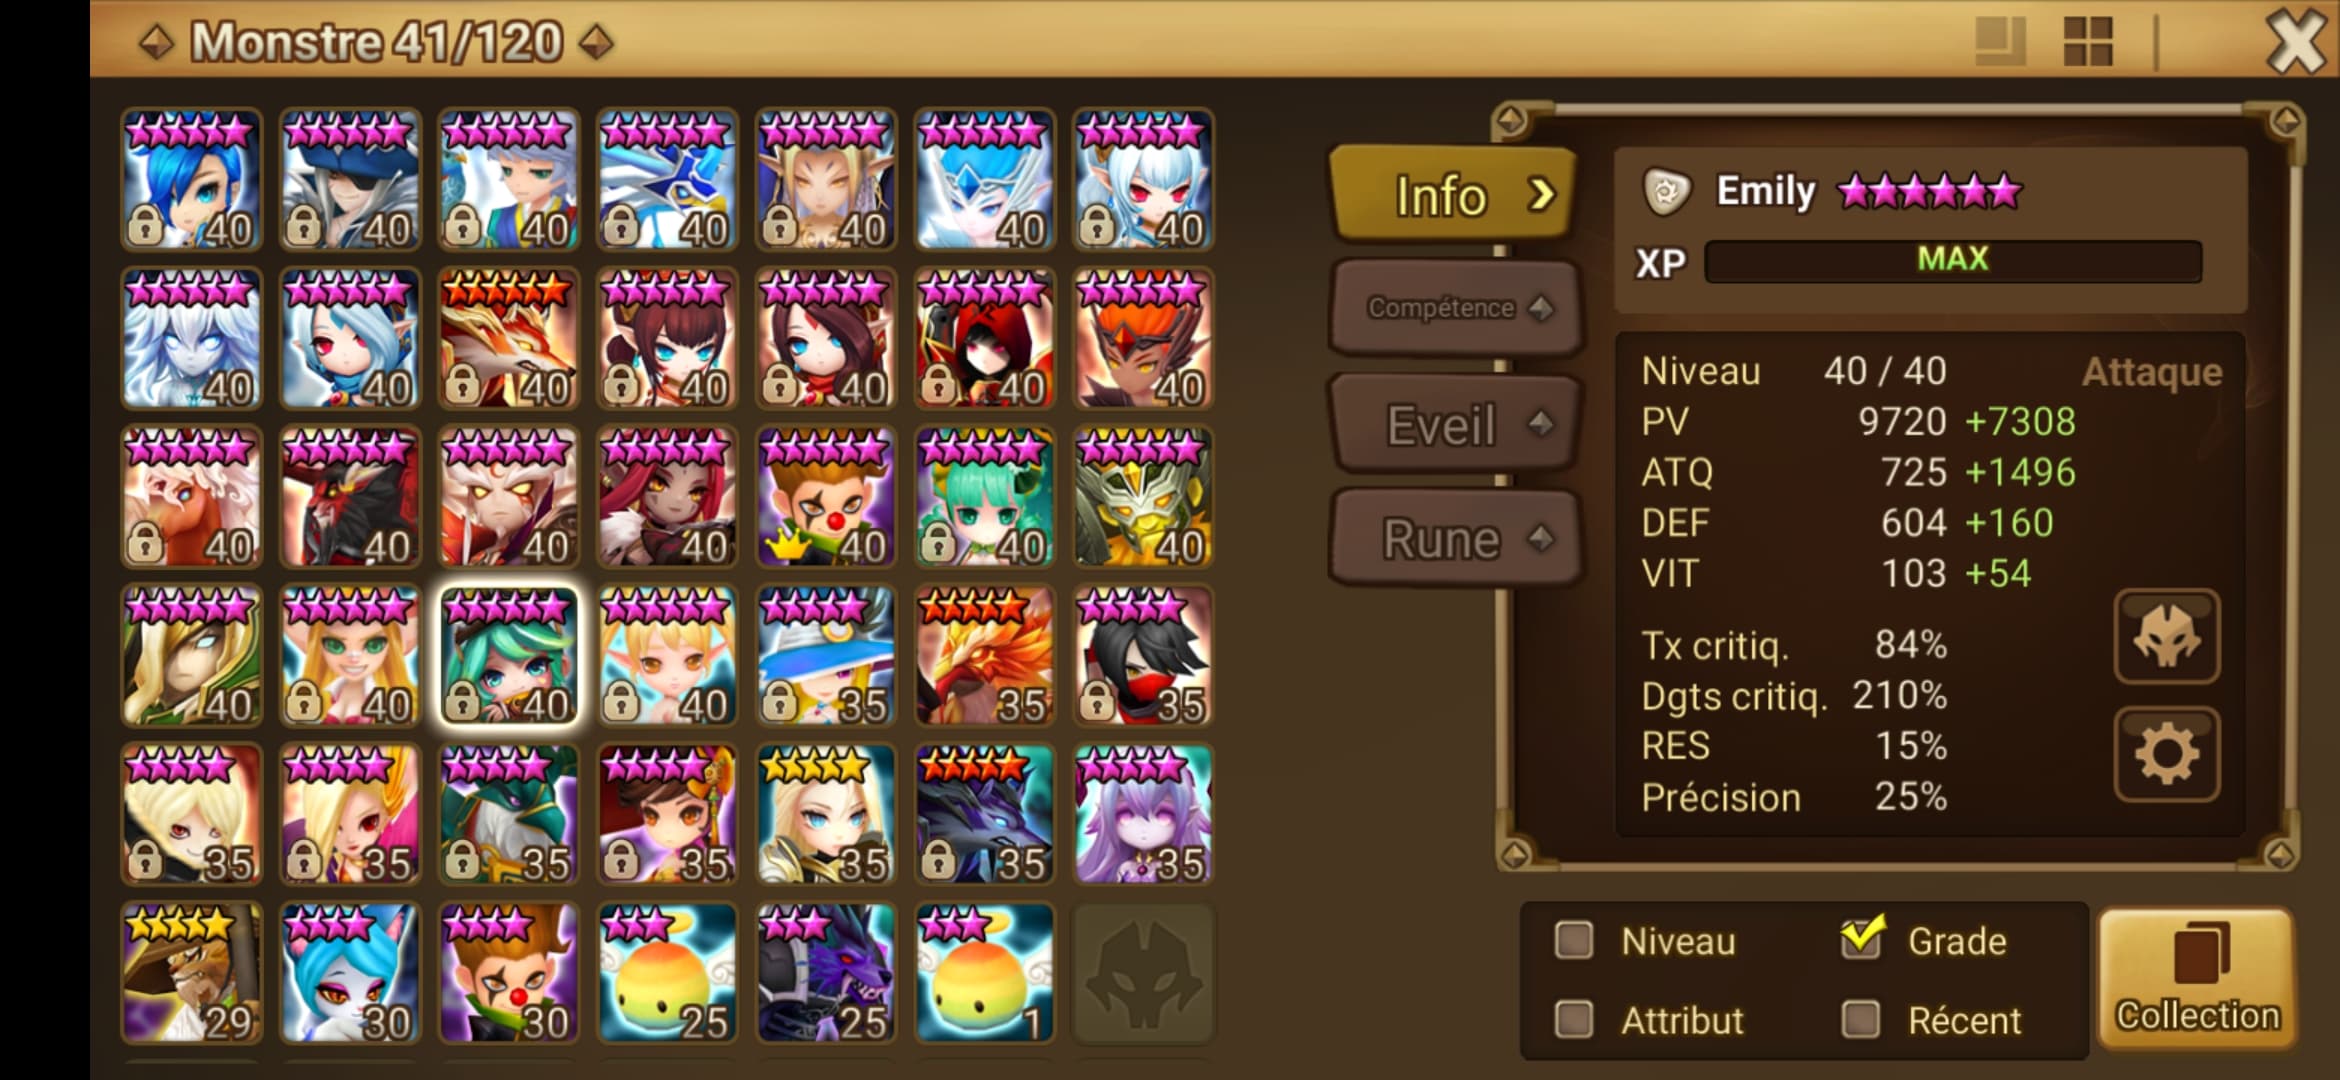 Monstre 41/120
40 40 40 40 40 40 40
40 40 40 40 40 40 40
40 40 40 40 40 40 40
40 40 40 40 35 35 35
35 35 35 35 35 35 35
29 30 30 25 25 1
Info
Compétence
Eveil
Rune
Emily
XP MAX
Niveau 40 / 40 Attaque
PV 9720 +7308
ATQ 725 +1496
DEF 604 +160
VIT 103 +54
Tx critiq. 84%
Dgts critiq. 210%
RES 15%
Précision 25%
Niveau Grade
Attribut Récent
Collection